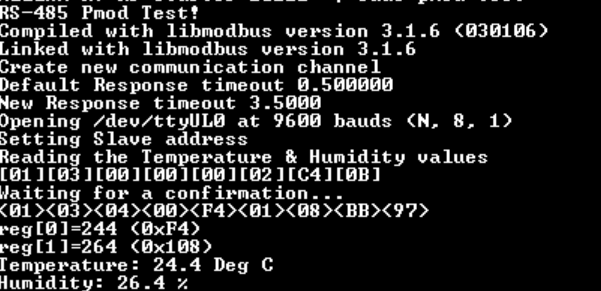 RS-485 Pmod Test!
Compiled with libmodbus version 3.1.6 (030106)
Linked with libmodbus version 3.1.6
Create new communication channel
Default Response timeout 0.500000
New Response timeout 3.5000
Opening /dev/ttyUL0 at 9600 bauds (N, 8, 1)
Setting Slave address
Reading the Temperature & Humidity values
[01][03][00][00][00][02][C4][0B]
Waiting for a confirmation...
<01><03><04><00><F4><01><08><BB><97>
reg[0]=244 (0xF4)
reg[1]=264 (0x108)
Temperature: 24.4 Deg C
Humidity: 26.4 %